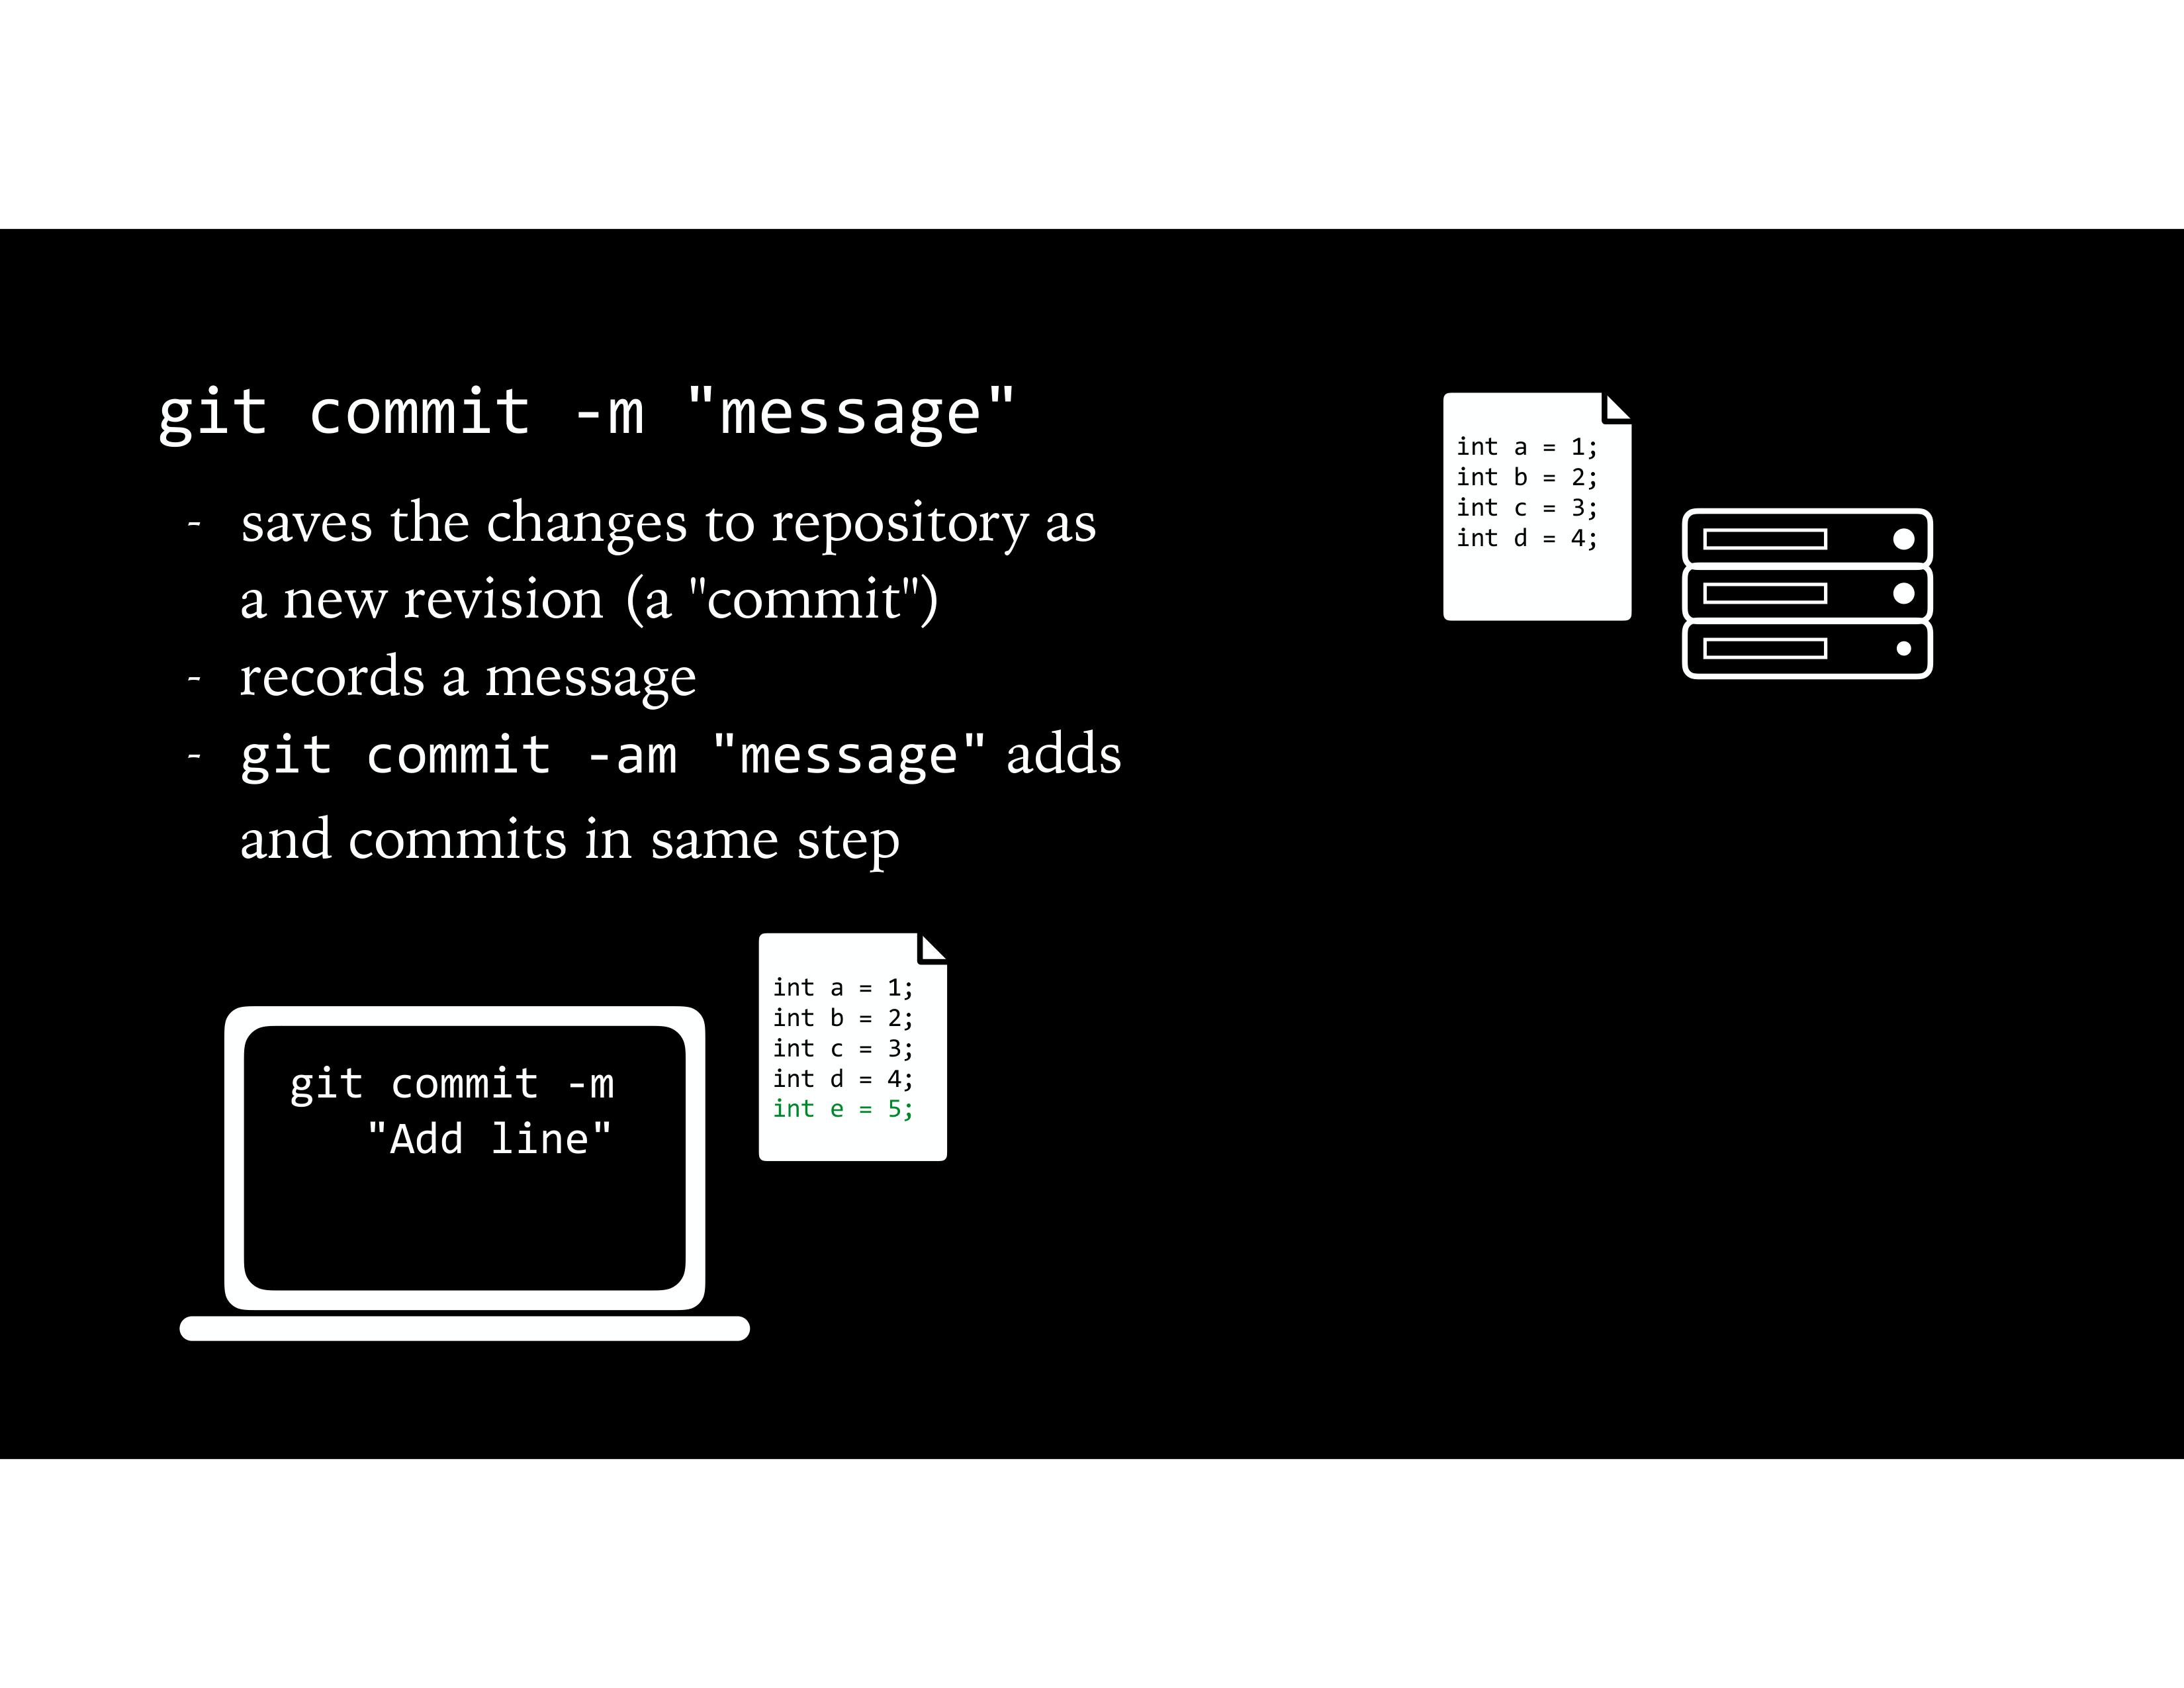 git commit -m "message"
- saves the changes to repository as
a new revision (a "commit")
- records a message
- git commit -am "message" adds
and commits in same step
int a = 1;
int b = 2;
int c = 3;
int d = 4;
git commit -m
"Add line"
int a = 1;
int b = 2;
int c = 3;
int d = 4;
int e = 5;